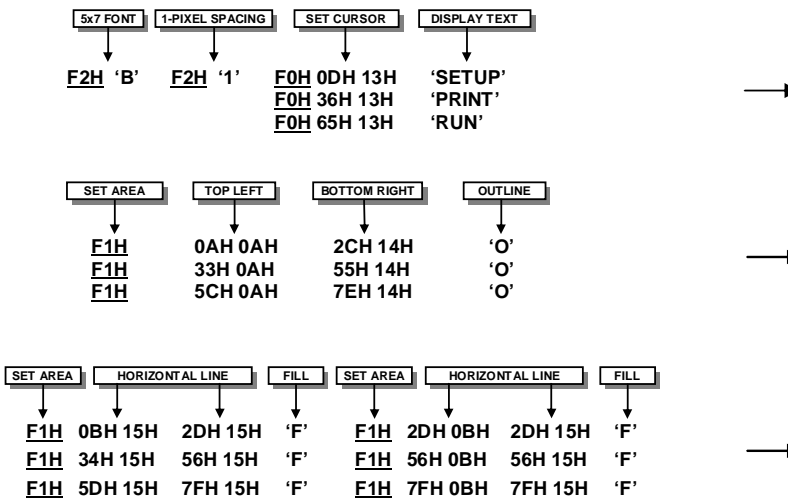 5x7 FONT 1-PIXEL SPACING SET CURSOR DISPLAY TEXT
F2H ‘B’ F2H ‘1’ F0H 0DH 13H ‘SETUP’
F0H 36H 13H ‘PRINT’
F0H 65H 13H ‘RUN’
SET AREA TOP LEFT BOTTOM RIGHT OUTLINE
F1H 0AH 0AH 2CH 14H ‘O’
F1H 33H 0AH 55H 14H ‘O’
F1H 5CH 0AH 7EH 14H ‘O’
SET AREA HORIZONTAL LINE FILL SET AREA HORIZONTAL LINE FILL
F1H 0BH 15H 2DH 15H ‘F’ F1H 2DH 0BH 2DH 15H ‘F’
F1H 34H 15H 56H 15H ‘F’ F1H 56H 0BH 56H 15H ‘F’
F1H 5DH 15H 7FH 15H ‘F’ F1H 7FH 0BH 7FH 15H ‘F’